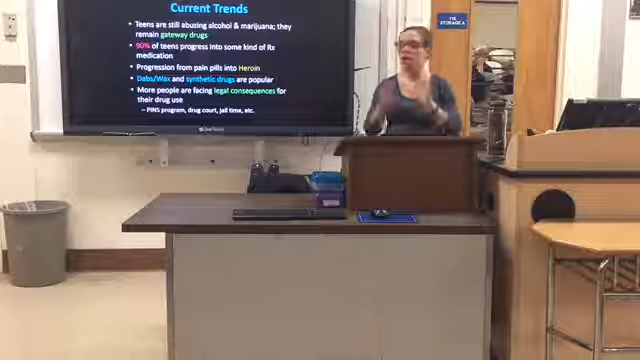 Current Trends
• Teens are still abusing alcohol & marijuana; they
remain gateway drugs
• 90% of teens progress into some kind of Rx
medication
• Progression from pain pills into Heroin
• Dabs/Wax and synthetic drugs are popular
• More people are facing legal consequences for
their drug use
– PINS program, drug court, jail time, etc.